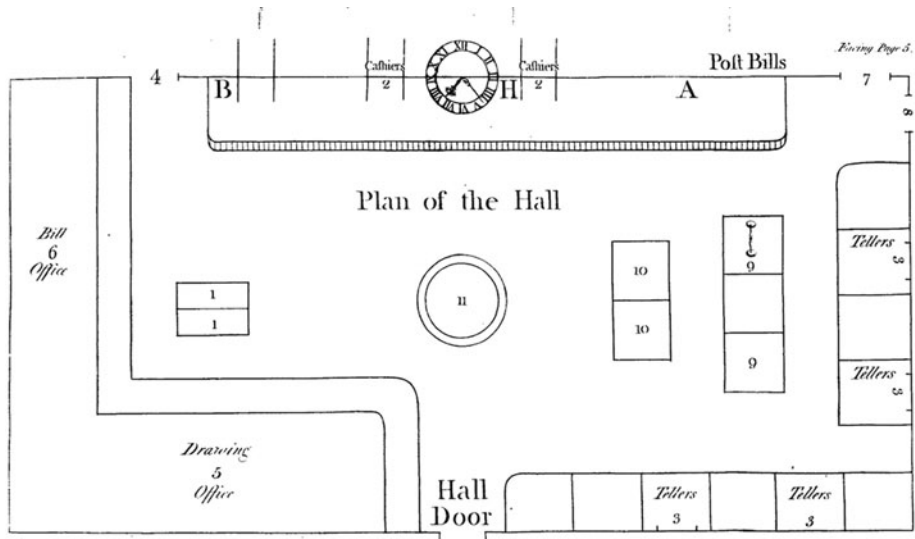 Facing Page 5.
Cashiers
2
XII
Cashiers
2
Post Bills
4
B
H
A
7
8
Plan of the Hall
Bill
6
Office
1
1
11
10
10
9
9
Tellers
3
Tellers
3
Drawing
5
Office
Hall
Door
Tellers
3
Tellers
3